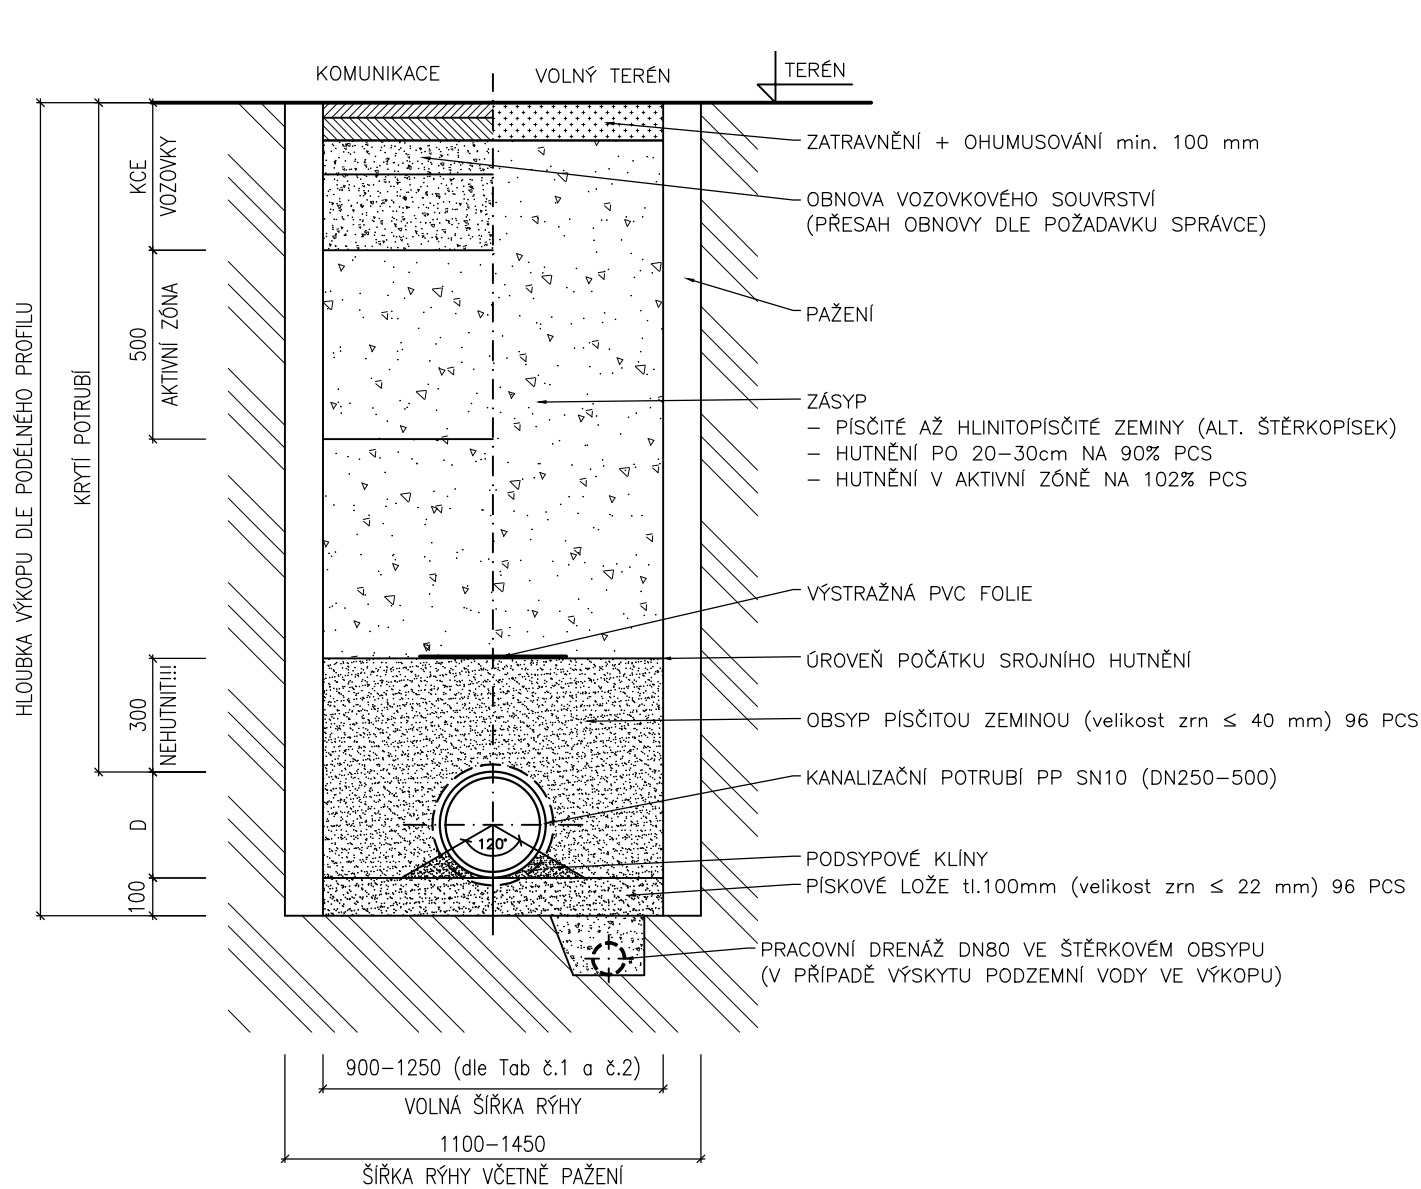 KOMUNIKACE
VOLNÝ TERÉN
TERÉN
ZATRAVNĚNÍ + OHUMUSOVÁNÍ min. 100 mm
OBNOVA VOZOVKOVÉHO SOUVRSTVÍ
(PŘESAH OBNOVY DLE POŽADAVKU SPRÁVCE)
PAŽENÍ
ZÁSYP
– PÍSČITÉ AŽ HLINITOPÍSČITÉ ZEMINY (ALT. ŠTĚRKOPÍSEK)
– HUTNĚNÍ PO 20–30cm NA 90% PCS
– HUTNĚNÍ V AKTIVNÍ ZÓNĚ NA 102% PCS
VÝSTRAŽNÁ PVC FOLIE
ÚROVEŇ POČÁTKU SROJNÍHO HUTNĚNÍ
OBSYP PÍSČITOU ZEMINOU (velikost zrn ≤ 40 mm) 96 PCS
KANALIZAČNÍ POTRUBÍ PP SN10 (DN250–500)
PODSYPOVÉ KLÍNY
PÍSKOVÉ LOŽE tl.100mm (velikost zrn ≤ 22 mm) 96 PCS
PRACOVNÍ DRENÁŽ DN80 VE ŠTĚRKOVÉM OBSYPU
(V PŘÍPADĚ VÝSKYTU PODZEMNÍ VODY VE VÝKOPU)
HLOUBKA VÝKOPU DLE PODÉLNÉHO PROFILU
KRYTÍ POTRUBÍ
KCE
VOZOVKY
500
AKTIVNÍ ZÓNA
300
NEHUTNIT!!!
D
100
120°
900–1250 (dle Tab č.1 a č.2)
VOLNÁ ŠÍŘKA RÝHY
1100–1450
ŠÍŘKA RÝHY VČETNĚ PAŽENÍ